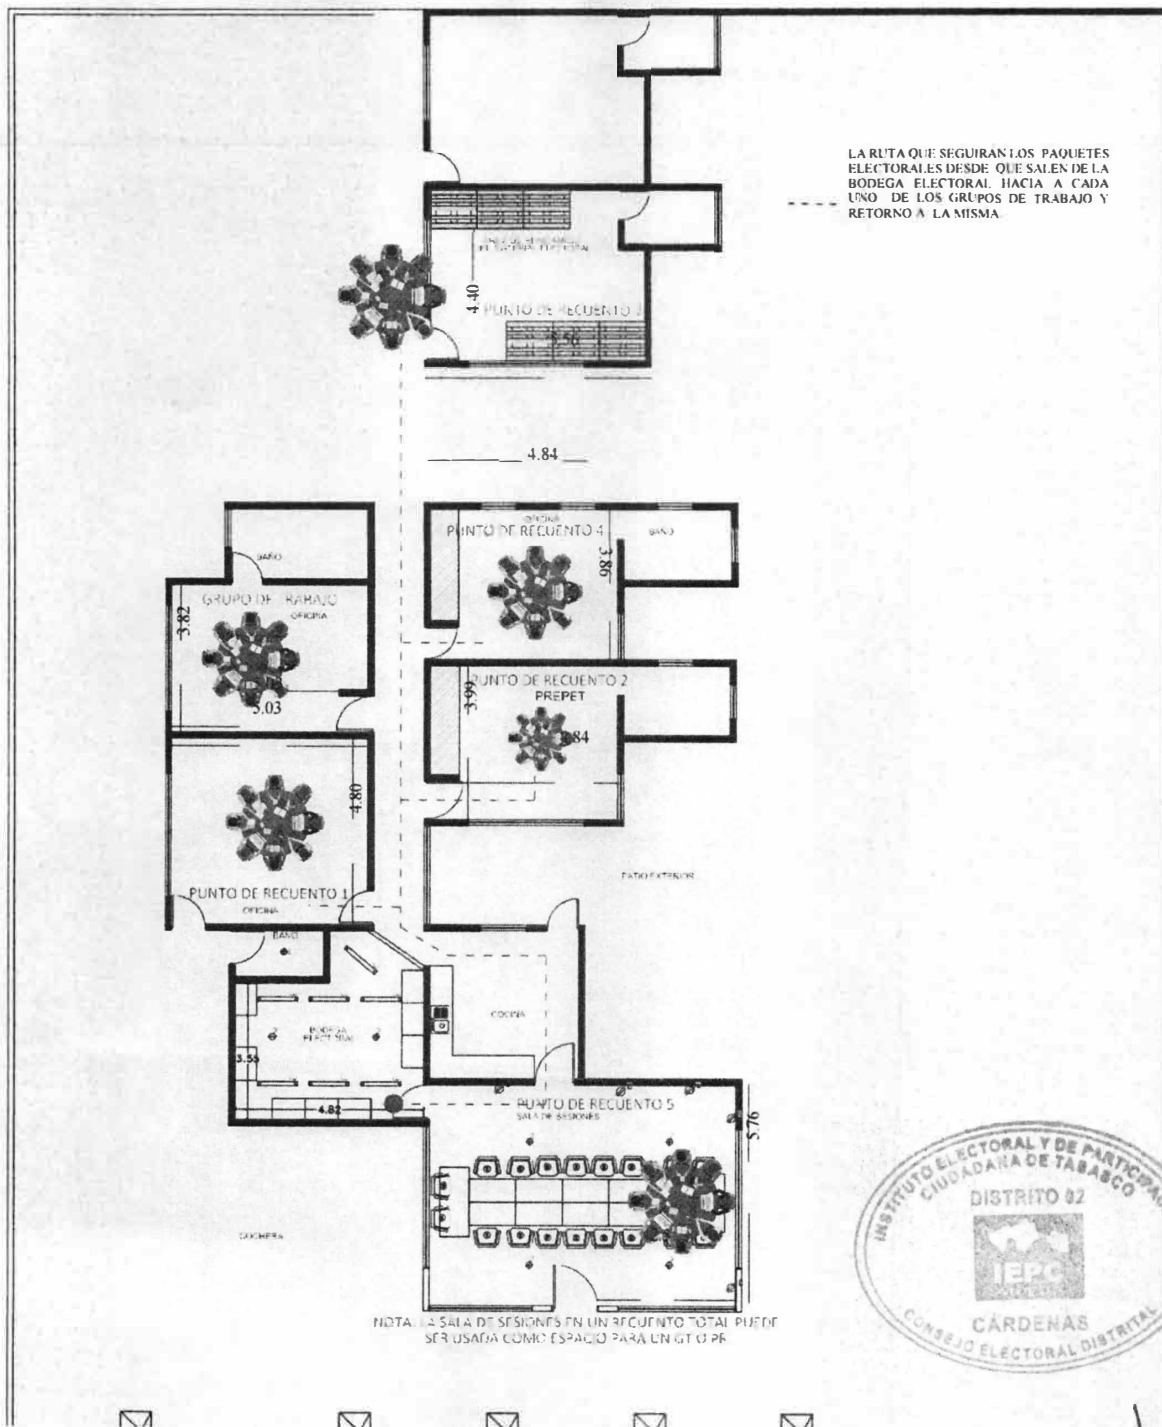 LA RUTA QUE SEGUIRAN LOS PAQUETES
ELECTORALES DESDE QUE SALEN DE LA
BODEGA ELECTORAL HACIA A CADA
UNO DE LOS GRUPOS DE TRABAJO Y
RETORNO A LA MISMA
4.40
PUNTO DE RECUENTO 3
4.84
OFICINA
PUNTO DE RECUENTO 4
BAÑO
3.86
BAÑO
GRUPO DE TRABAJO
OFICINA
3.82
5.03
PUNTO DE RECUENTO 2
PREPET
3.99
4.80
PUNTO DE RECUENTO 1
OFICINA
PATIO EXTERIOR
BAÑO
COCINA
BODEGA
ELECTORAL
3.55
4.82
PUNTO DE RECUENTO 5
SALA DE SESIONES
5.76
COCHERA
NOTA: LA SALA DE SESIONES EN UN RECUENTO TOTAL PUEDE
SER USADA COMO ESPACIO PARA UN GT O PR
INSTITUTO ELECTORAL Y DE
CIUDADANA DE TABASCO
DISTRITO 02
IEPC
CÁRDENAS
CONSEJO ELECTORAL DISTRITAL